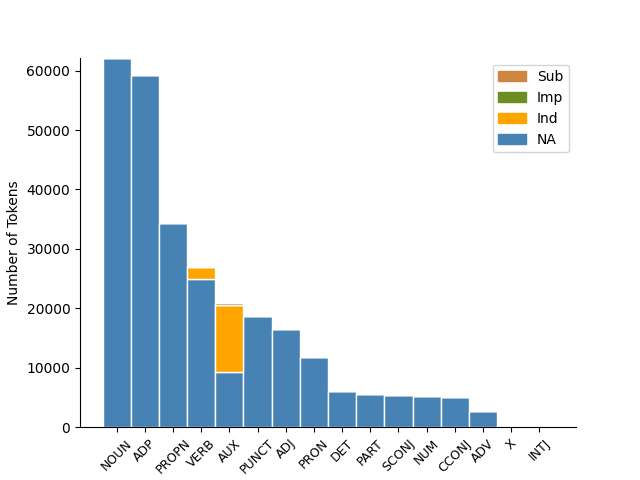 Sub
Imp
Ind
NA
Number of Tokens
60000
50000
40000
30000
20000
10000
0
NOUN
ADP
PROPN
VERB
AUX
PUNCT
ADJ
PRON
DET
PART
SCONJ
NUM
CCONJ
ADV
X
INTJ